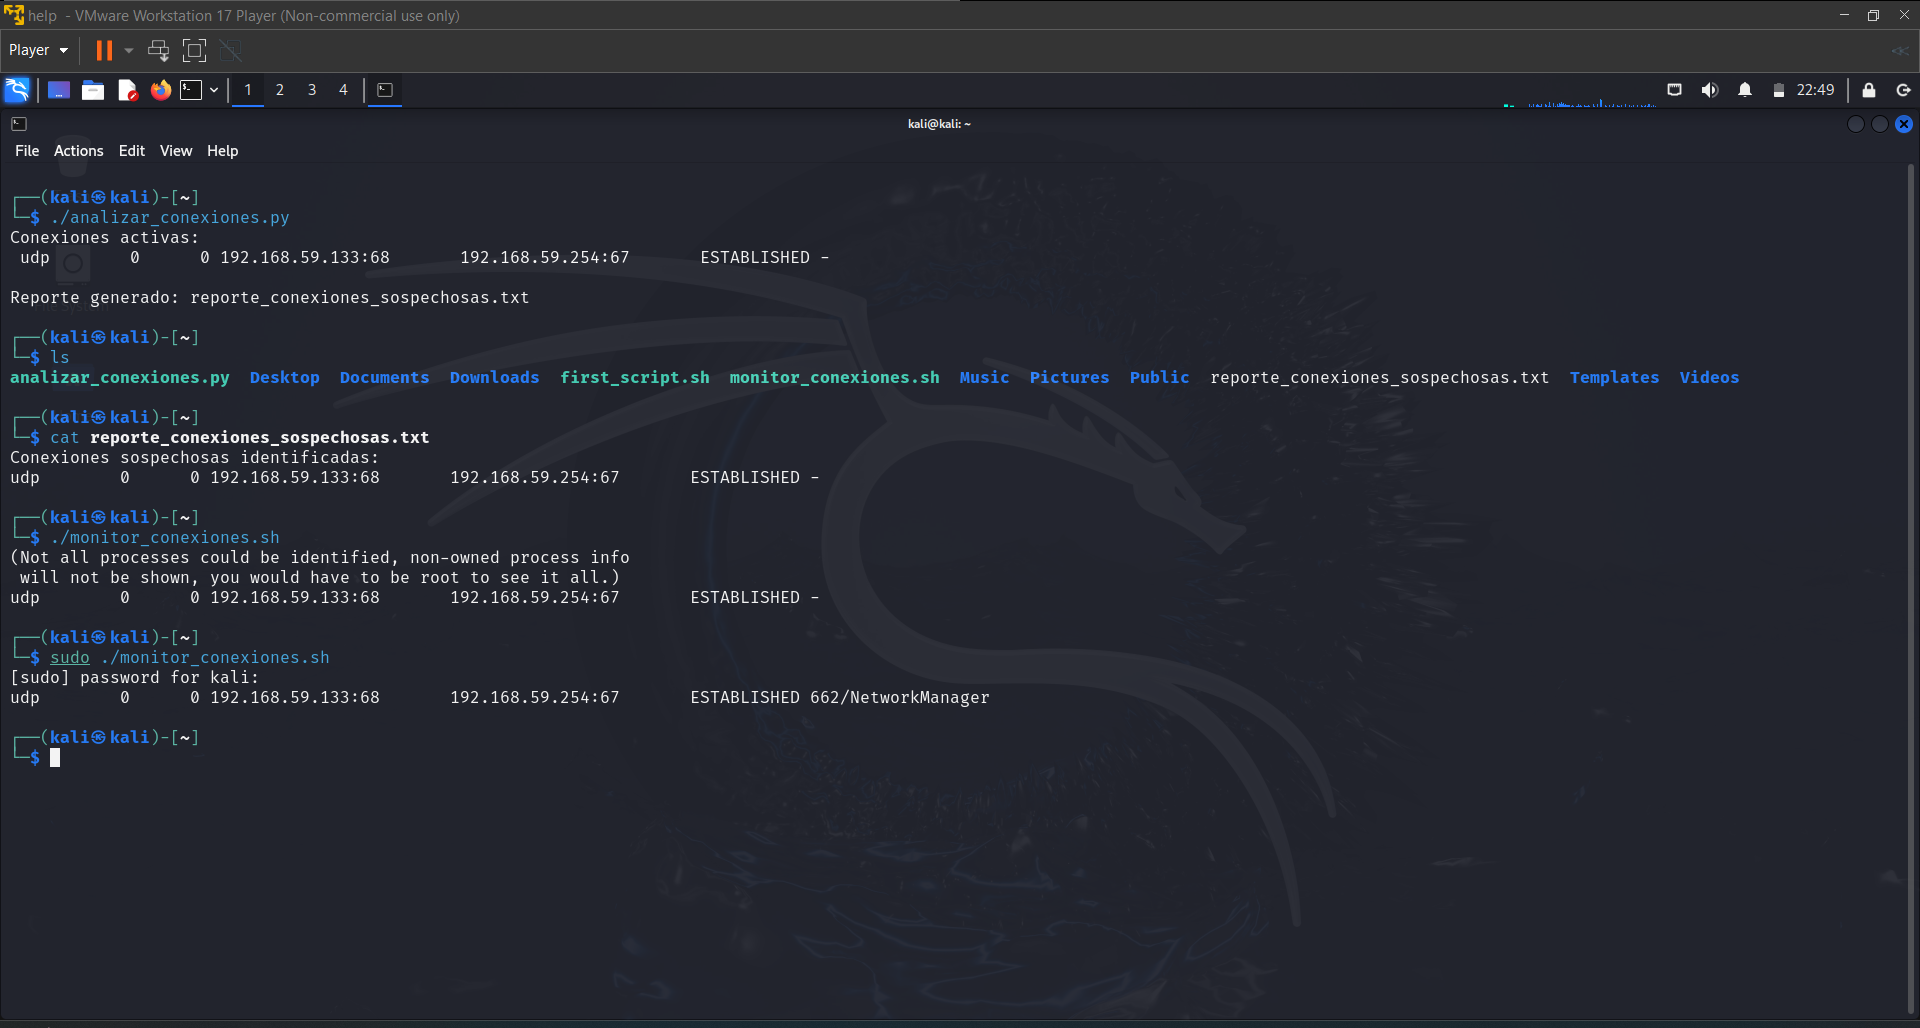 help - VMware Workstation 17 Player (Non-commercial use only)
Player
1 2 3 4
22:49
kali@kali: ~
File Actions Edit View Help
┌──(kali㉿kali)-[~]
└─$ ./analizar_conexiones.py
Conexiones activas:
 udp        0      0 192.168.59.133:68       192.168.59.254:67       ESTABLISHED -
Reporte generado: reporte_conexiones_sospechosas.txt
┌──(kali㉿kali)-[~]
└─$ ls
analizar_conexiones.py  Desktop  Documents  Downloads  first_script.sh  monitor_conexiones.sh  Music  Pictures  Public  reporte_conexiones_sospechosas.txt  Templates  Videos
┌──(kali㉿kali)-[~]
└─$ cat reporte_conexiones_sospechosas.txt
Conexiones sospechosas identificadas:
udp        0      0 192.168.59.133:68       192.168.59.254:67       ESTABLISHED -
┌──(kali㉿kali)-[~]
└─$ ./monitor_conexiones.sh
(Not all processes could be identified, non-owned process info
 will not be shown, you would have to be root to see it all.)
udp        0      0 192.168.59.133:68       192.168.59.254:67       ESTABLISHED -
┌──(kali㉿kali)-[~]
└─$ sudo ./monitor_conexiones.sh
[sudo] password for kali:
udp        0      0 192.168.59.133:68       192.168.59.254:67       ESTABLISHED 662/NetworkManager
┌──(kali㉿kali)-[~]
└─$